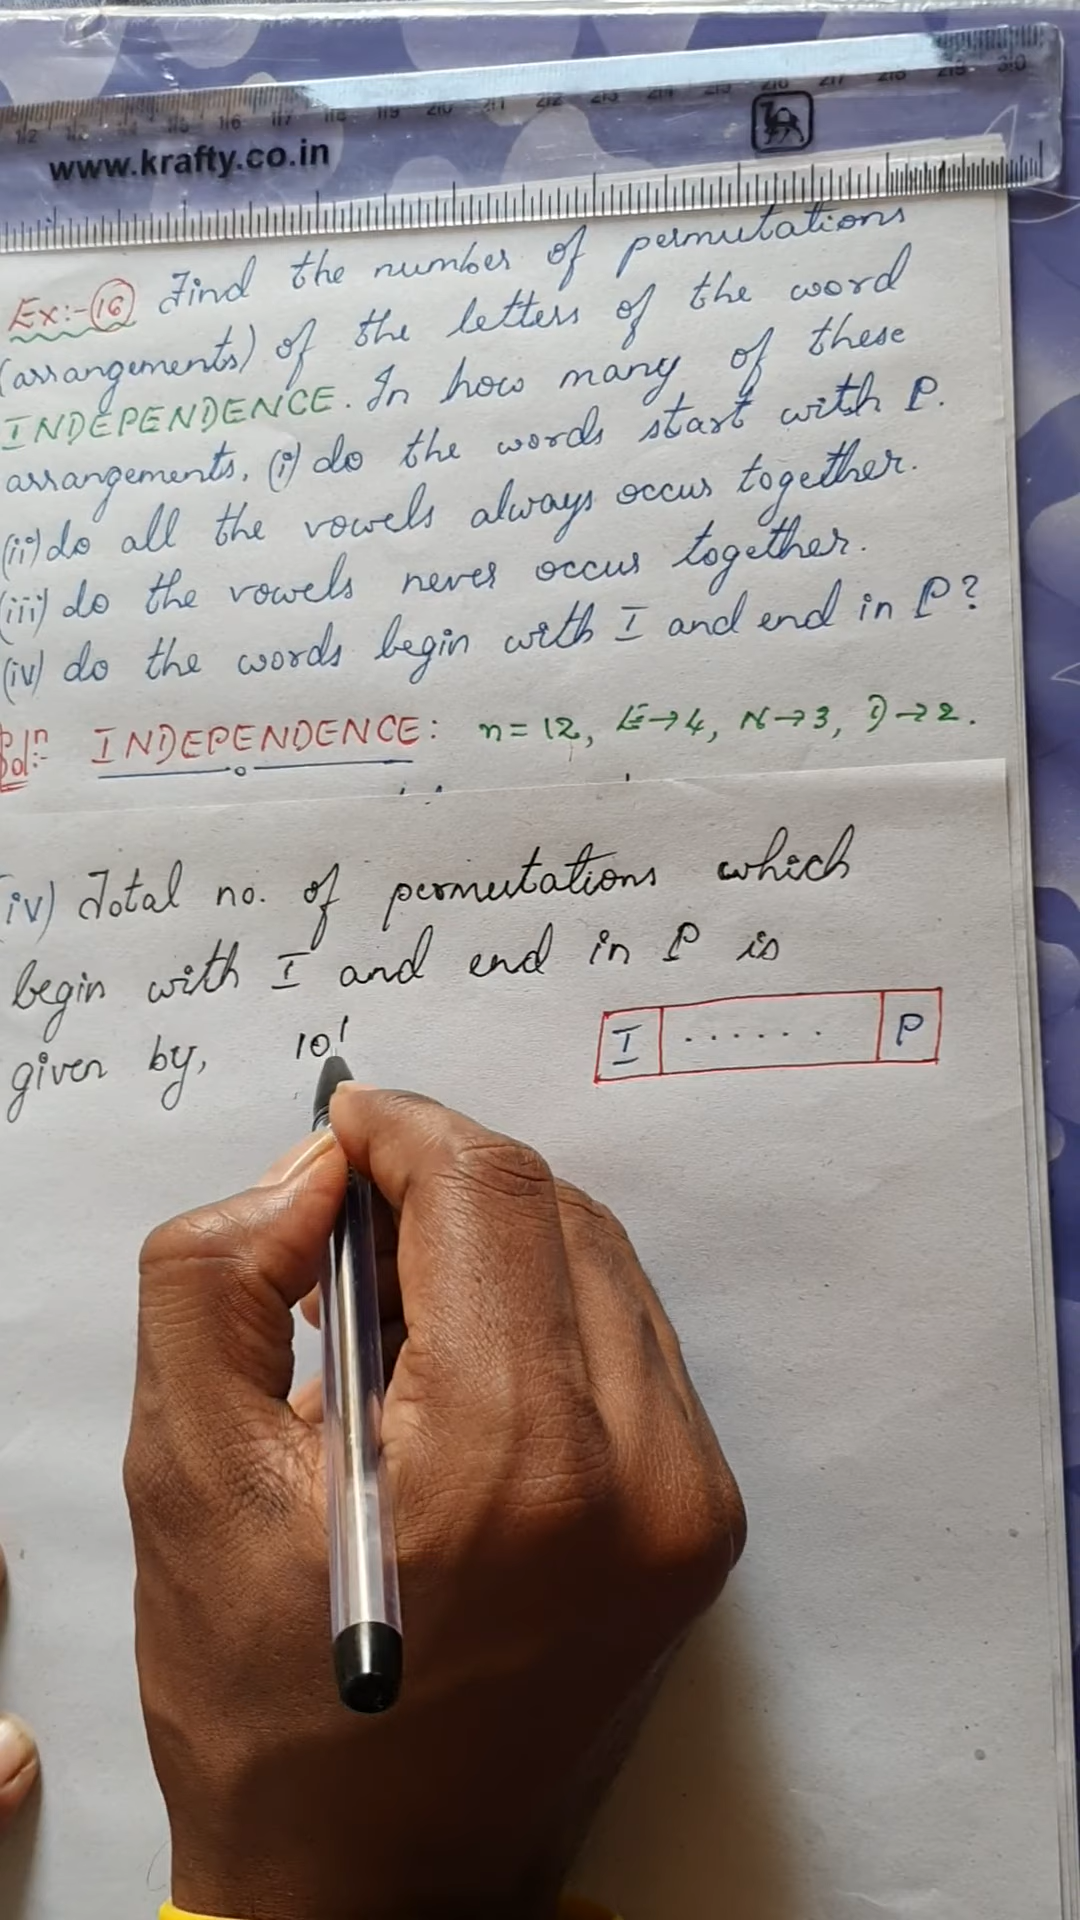 www.krafty.co.in
Ex:- 16 Find the number of permutations
(arrangements) of the letters of the word
INDEPENDENCE. In how many of these
arrangements, (i) do the words start with P.
(ii) do all the vowels always occur together.
(iii) do the vowels never occur together.
(iv) do the words begin with I and end in P?
Soln:- INDEPENDENCE: n=12, E→4, N→3, D→2.
(iv) Total no. of permutations which
begin with I and end in P is
given by, 10!
I ...... P